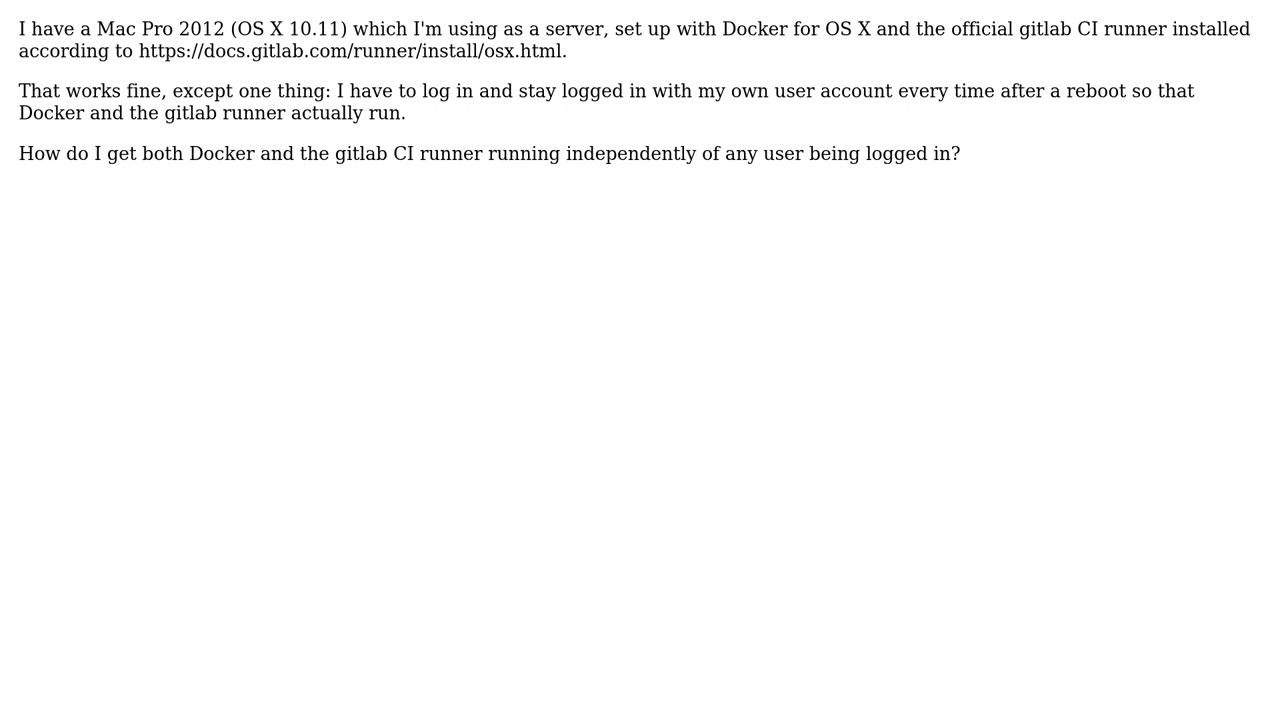 I have a Mac Pro 2012 (OS X 10.11) which I'm using as a server, set up with Docker for OS X and the official gitlab CI runner installed
according to https://docs.gitlab.com/runner/install/osx.html.
That works fine, except one thing: I have to log in and stay logged in with my own user account every time after a reboot so that
Docker and the gitlab runner actually run.
How do I get both Docker and the gitlab CI runner running independently of any user being logged in?